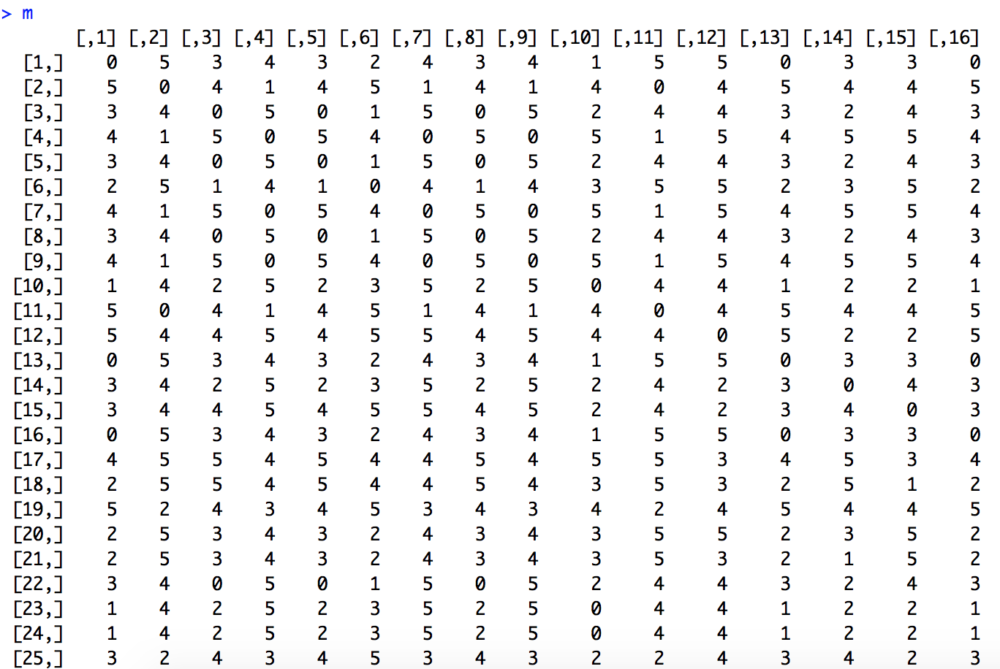 > m
[,1] [,2] [,3] [,4] [,5] [,6] [,7] [,8] [,9] [,10] [,11] [,12] [,13] [,14] [,15] [,16]
[1,] 0 5 3 4 3 2 4 3 4 1 5 5 0 3 3 0
[2,] 5 0 4 1 4 5 1 4 1 4 0 4 5 4 4 5
[3,] 3 4 0 5 0 1 5 0 5 2 4 4 3 2 4 3
[4,] 4 1 5 0 5 4 0 5 0 5 1 5 4 5 5 4
[5,] 3 4 0 5 0 1 5 0 5 2 4 4 3 2 4 3
[6,] 2 5 1 4 1 0 4 1 4 3 5 5 2 3 5 2
[7,] 4 1 5 0 5 4 0 5 0 5 1 5 4 5 5 4
[8,] 3 4 0 5 0 1 5 0 5 2 4 4 3 2 4 3
[9,] 4 1 5 0 5 4 0 5 0 5 1 5 4 5 5 4
[10,] 1 4 2 5 2 3 5 2 5 0 4 4 1 2 2 1
[11,] 5 0 4 1 4 5 1 4 1 4 0 4 5 4 4 5
[12,] 5 4 4 5 4 5 5 4 5 4 4 0 5 2 2 5
[13,] 0 5 3 4 3 2 4 3 4 1 5 5 0 3 3 0
[14,] 3 4 2 5 2 3 5 2 5 2 4 2 3 0 4 3
[15,] 3 4 4 5 4 5 5 4 5 2 4 2 3 4 0 3
[16,] 0 5 3 4 3 2 4 3 4 1 5 5 0 3 3 0
[17,] 4 5 5 4 5 4 4 5 4 5 5 3 4 5 3 4
[18,] 2 5 5 4 5 4 4 5 4 3 5 3 2 5 1 2
[19,] 5 2 4 3 4 5 3 4 3 4 2 4 5 4 4 5
[20,] 2 5 3 4 3 2 4 3 4 3 5 5 2 3 5 2
[21,] 2 5 3 4 3 2 4 3 4 3 5 3 2 1 5 2
[22,] 3 4 0 5 0 1 5 0 5 2 4 4 3 2 4 3
[23,] 1 4 2 5 2 3 5 2 5 0 4 4 1 2 2 1
[24,] 1 4 2 5 2 3 5 2 5 0 4 4 1 2 2 1
[25,] 3 2 4 3 4 5 3 4 3 2 2 4 3 4 2 3